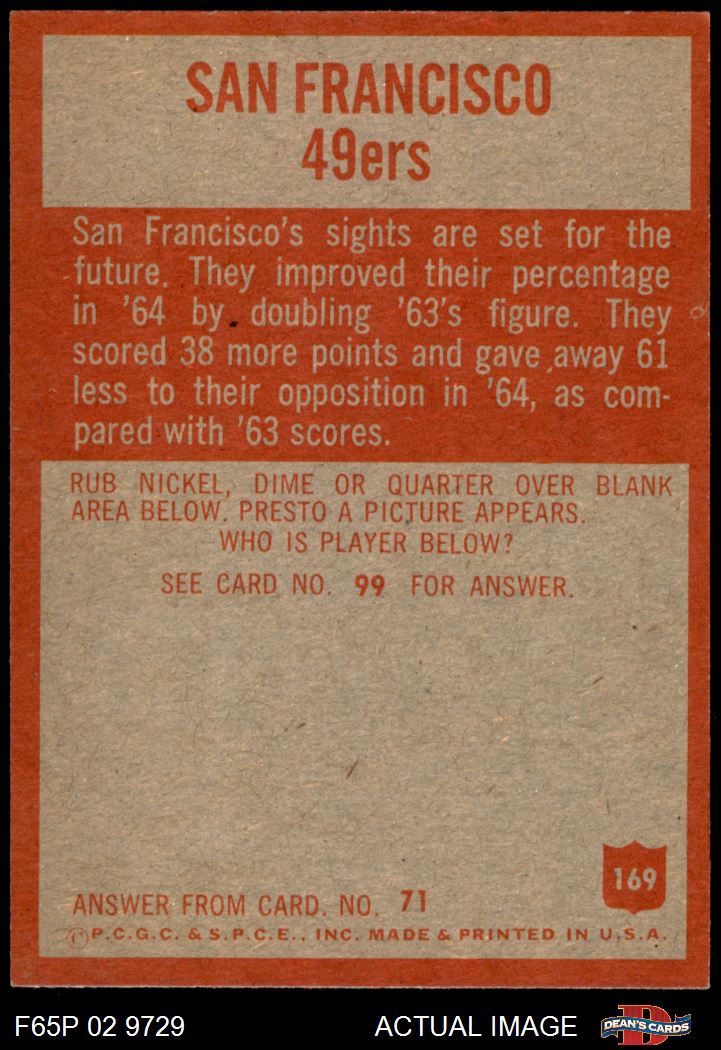 SAN FRANCISCO
49ers
San Francisco's sights are set for the
future. They improved their percentage
in '64 by doubling '63's figure. They
scored 38 more points and gave away 61
less to their opposition in '64, as com-
pared with '63 scores.
RUB NICKEL, DIME OR QUARTER OVER BLANK
AREA BELOW. PRESTO A PICTURE APPEARS.
WHO IS PLAYER BELOW?
SEE CARD NO. 99 FOR ANSWER.
169
ANSWER FROM CARD. NO. 71
©P.C.G.C. & S.P.C.E., INC. MADE & PRINTED IN U.S.A.
F65P 02 9729
ACTUAL IMAGE
DEAN'S CARDS